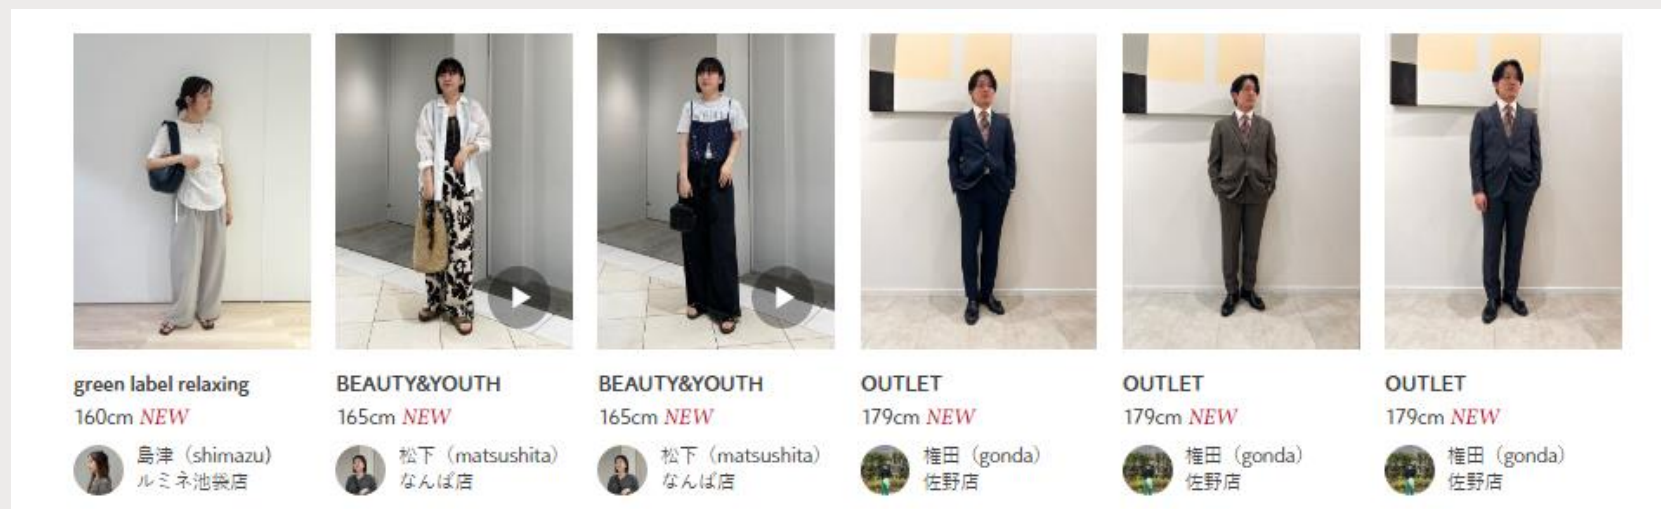 green label relaxing
160cm NEW
島津（shimazu)
ルミネ池袋店
BEAUTY&YOUTH
165cm NEW
松下（matsushita）
なんば店
BEAUTY&YOUTH
165cm NEW
松下（matsushita）
なんば店
OUTLET
179cm NEW
権田（gonda）
佐野店
OUTLET
179cm NEW
権田（gonda）
佐野店
OUTLET
179cm NEW
権田（gonda）
佐野店